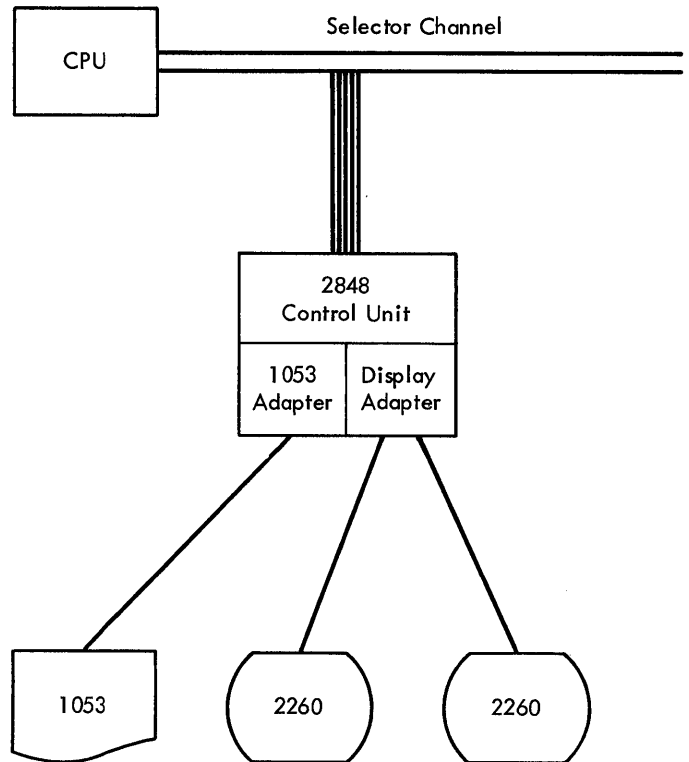 Selector Channel
CPU
2848
Control Unit
1053
Adapter
Display
Adapter
1053
2260
2260